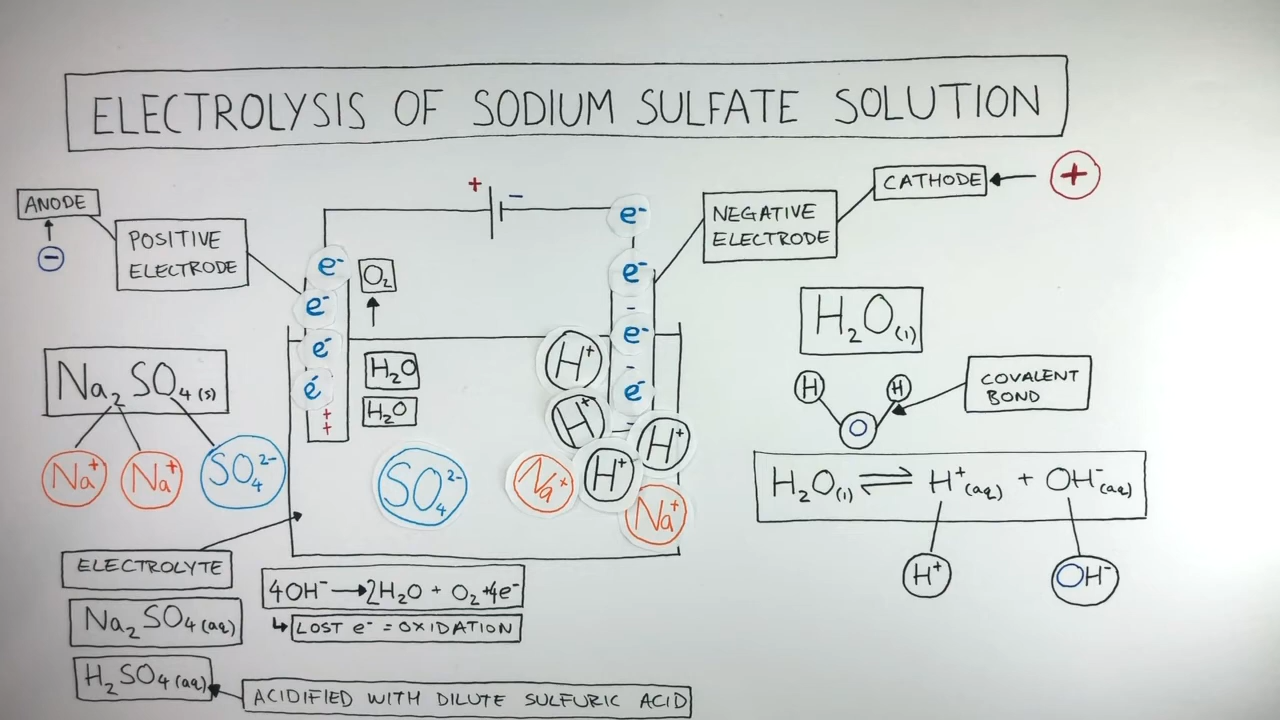 ELECTROLYSIS OF SODIUM SULFATE SOLUTION
ANODE
−
POSITIVE
ELECTRODE
+ −
NEGATIVE
ELECTRODE
CATHODE
+
e⁻
e⁻
e⁻
e⁻
+
+
O₂
H₂O
H₂O
e⁻
e⁻
-
e⁻
-
e⁻
H⁺
H⁺
H⁺
H⁺
SO₄²⁻
Na⁺
Na⁺
Na₂SO₄(s)
Na⁺ Na⁺ SO₄²⁻
H₂O(l)
H H
O
COVALENT
BOND
H₂O(l) ⇌ H⁺(aq) + OH⁻(aq)
H⁺ OH⁻
ELECTROLYTE
Na₂SO₄(aq)
H₂SO₄(aq)
4OH⁻ → 2H₂O + O₂ + 4e⁻
↳ LOST e⁻ = OXIDATION
ACIDIFIED WITH DILUTE SULFURIC ACID